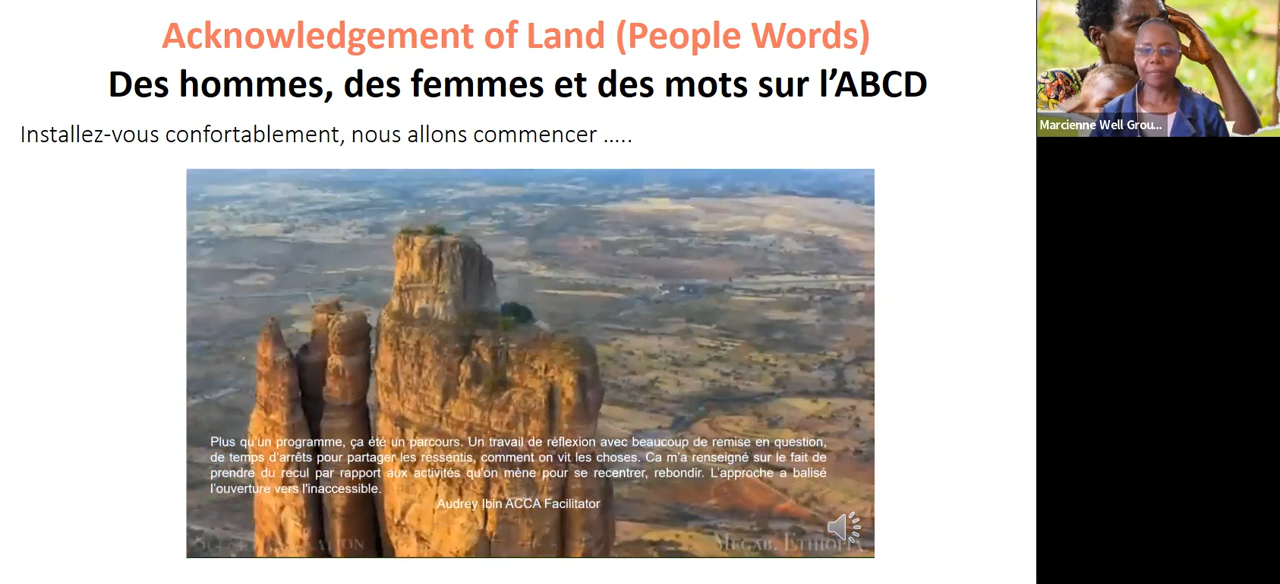 Acknowledgement of Land (People Words)
Des hommes, des femmes et des mots sur l'ABCD
Installez-vous confortablement, nous allons commencer .....
Marcienne Well Grou...
Plus qu'un programme, ça été un parcours. Un travail de réflexion avec beaucoup de remise en question,
de temps d'arrêts pour partager les ressentis, comment on vit les choses. Ca m'a renseigné sur le fait de
prendre du recul par rapport aux activités qu'on mène pour se recentrer, rebondir. L'approche a balisé
l'ouverture vers l'inaccessible.
Audrey Ibin ACCA Facilitator
MEGAB, ETHIOPIA